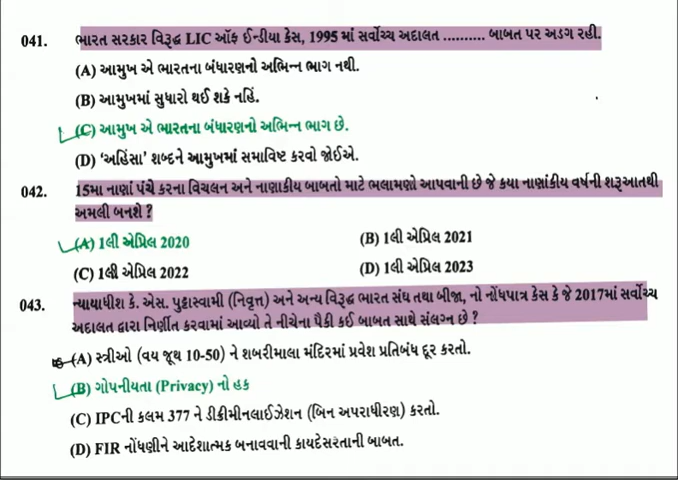 041. ભારત સરકાર વિરૂદ્ધ LIC ઑફ ઈન્ડીયા કેસ, 1995 માં સર્વોચ્ચ અદાલત .......... બાબત પર અડગ રહી.
(A) આમુખ એ ભારતના બંધારણનો અભિન્ન ભાગ નથી.
(B) આમુખમાં સુધારો થઈ શકે નહિં.
(C) આમુખ એ ભારતના બંધારણનો અભિન્ન ભાગ છે.
(D) ‘અહિંસા’ શબ્દને આમુખમાં સમાવિષ્ટ કરવો જોઈએ.
042. 15મા નાણાં પંચે કરના વિચલન અને નાણાકીય બાબતો માટે ભલામણો આપવાની છે જે કયા નાણાંકીય વર્ષની શરૂઆતથી
અમલી બનશે ?
(A) 1લી એપ્રિલ 2020 (B) 1લી એપ્રિલ 2021
(C) 1લી એપ્રિલ 2022 (D) 1લી એપ્રિલ 2023
043. ન્યાયાધીશ કે. એસ. પુટ્ટાસ્વામી (નિવૃત્ત) અને અન્ય વિરૂદ્ધ ભારત સંઘ તથા બીજા, નો નોંધપાત્ર કેસ કે જે 2017માં સર્વોચ્ચ
અદાલત દ્વારા નિર્ણીત કરવામાં આવ્યો તે નીચેના પૈકી કઈ બાબત સાથે સંલગ્ન છે ?
(A) સ્ત્રીઓ (વય જૂથ 10-50) ને શબરીમાલા મંદિરમાં પ્રવેશ પ્રતિબંધ દૂર કરતો.
(B) ગોપનીયતા (Privacy) નો હક
(C) IPCની કલમ 377 ને ડીક્રીમીનલાઈઝેશન (બિન અપરાધીરણ) કરતો.
(D) FIR નોંધણીને આદેશાત્મક બનાવવાની કાયદેસરતાની બાબત.